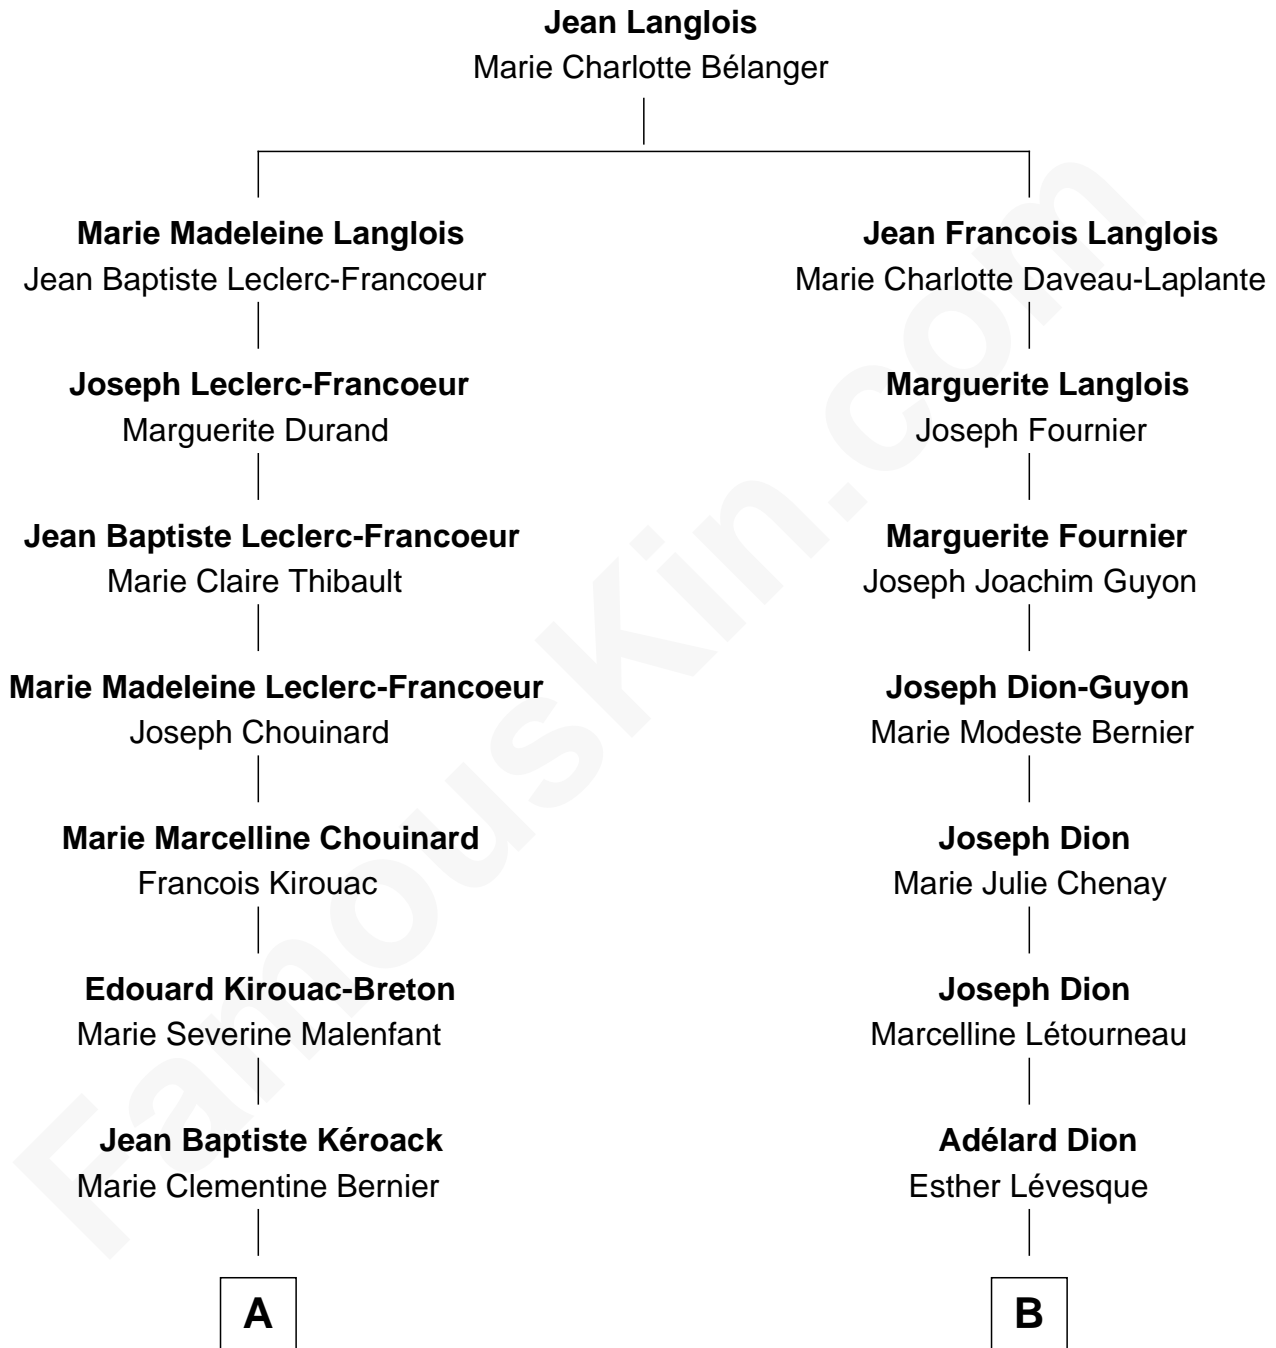 Jean Langlois
Marie Charlotte Bélanger
Marie Madeleine Langlois
Jean Baptiste Leclerc-Francoeur
Joseph Leclerc-Francoeur
Marguerite Durand
Jean Baptiste Leclerc-Francoeur
Marie Claire Thibault
Marie Madeleine Leclerc-Francoeur
Joseph Chouinard
Marie Marcelline Chouinard
Francois Kirouac
Edouard Kirouac-Breton
Marie Severine Malenfant
Jean Baptiste Kéroack
Marie Clementine Bernier
A
Jean Francois Langlois
Marie Charlotte Daveau-Laplante
Marguerite Langlois
Joseph Fournier
Marguerite Fournier
Joseph Joachim Guyon
Joseph Dion-Guyon
Marie Modeste Bernier
Joseph Dion
Marie Julie Chenay
Joseph Dion
Marcelline Létourneau
Adélard Dion
Esther Lévesque
B
FamousKin.com